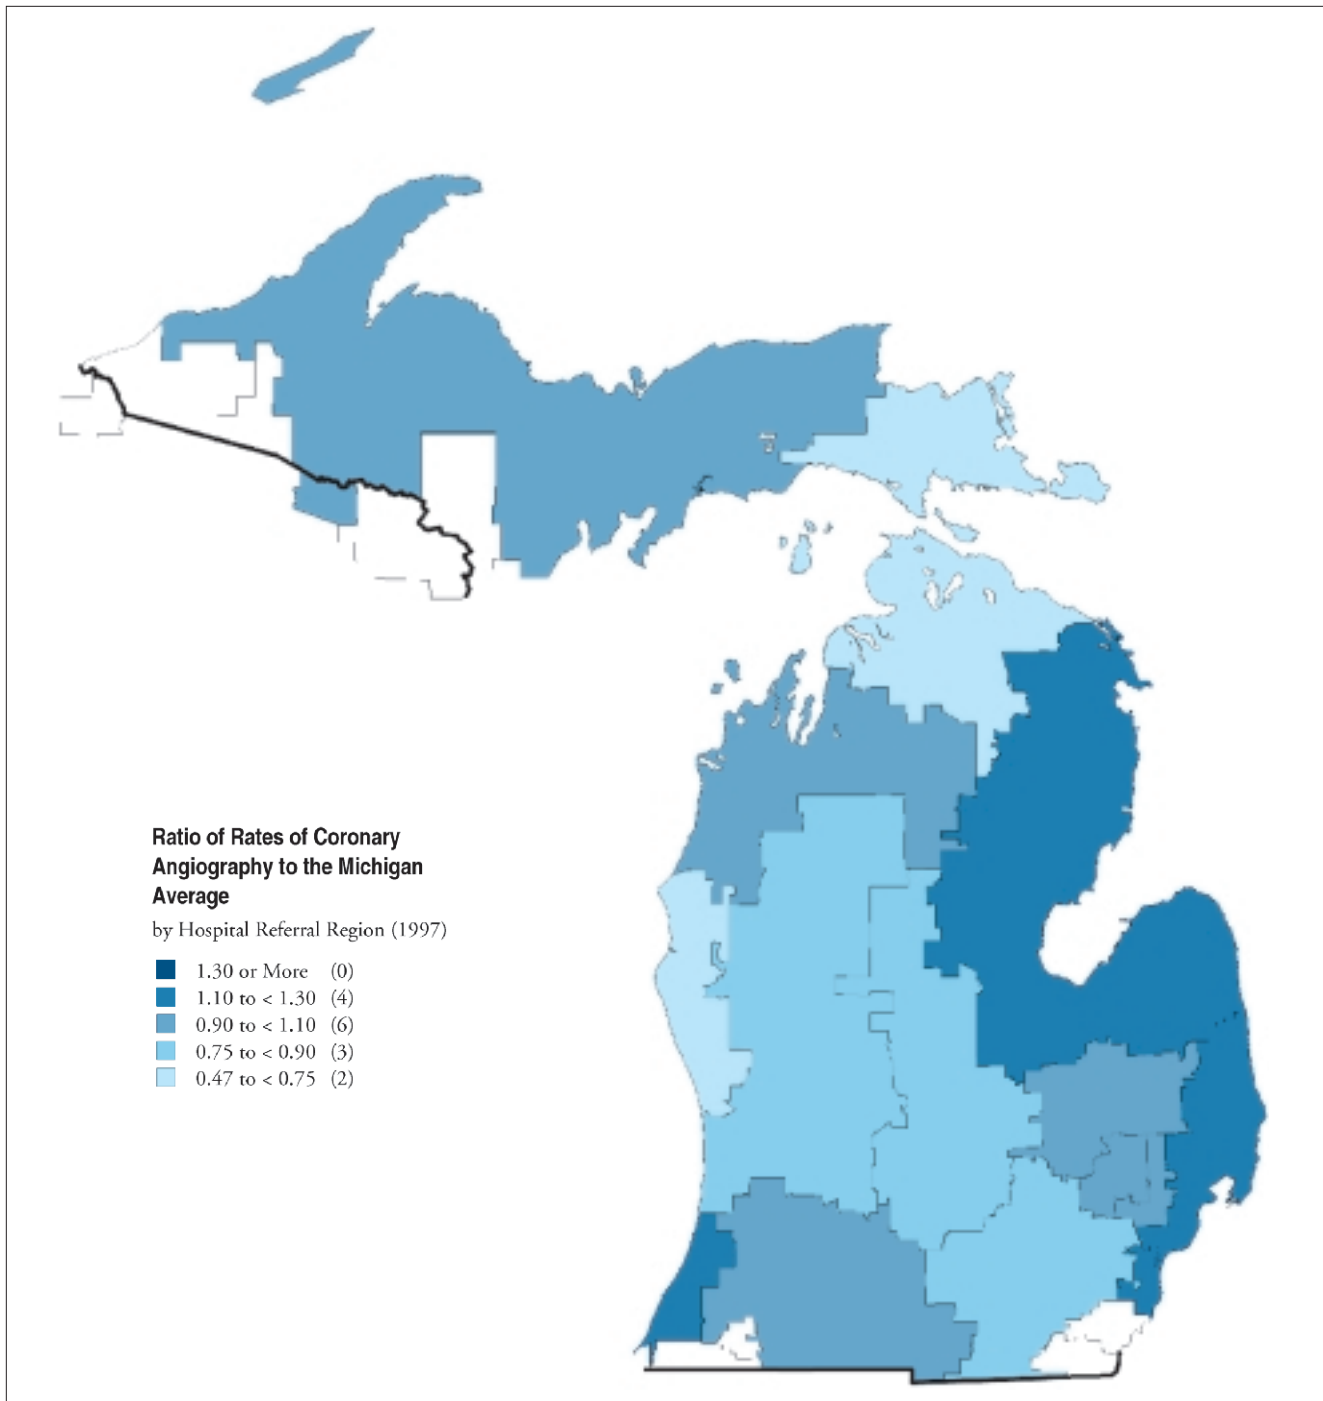 Ratio of Rates of Coronary
Angiography to the Michigan
Average
by Hospital Referral Region (1997)
1.30 or More (0)
1.10 to < 1.30 (4)
0.90 to < 1.10 (6)
0.75 to < 0.90 (3)
0.47 to < 0.75 (2)